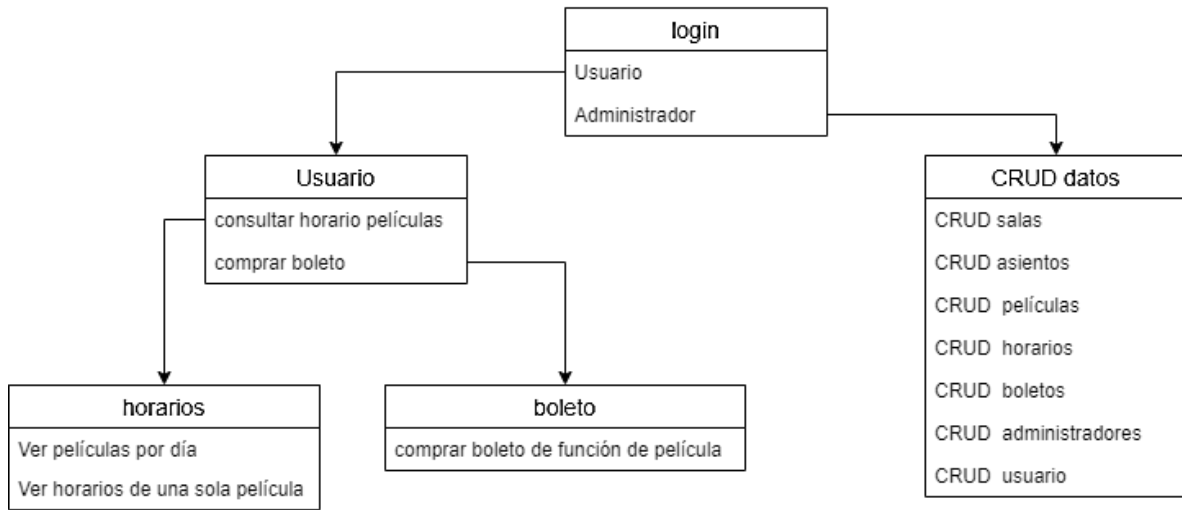 login
Usuario
Administrador
Usuario
consultar horario películas
comprar boleto
CRUD datos
CRUD salas
CRUD asientos
CRUD películas
CRUD horarios
CRUD boletos
CRUD administradores
CRUD usuario
horarios
Ver películas por día
Ver horarios de una sola película
boleto
comprar boleto de función de película